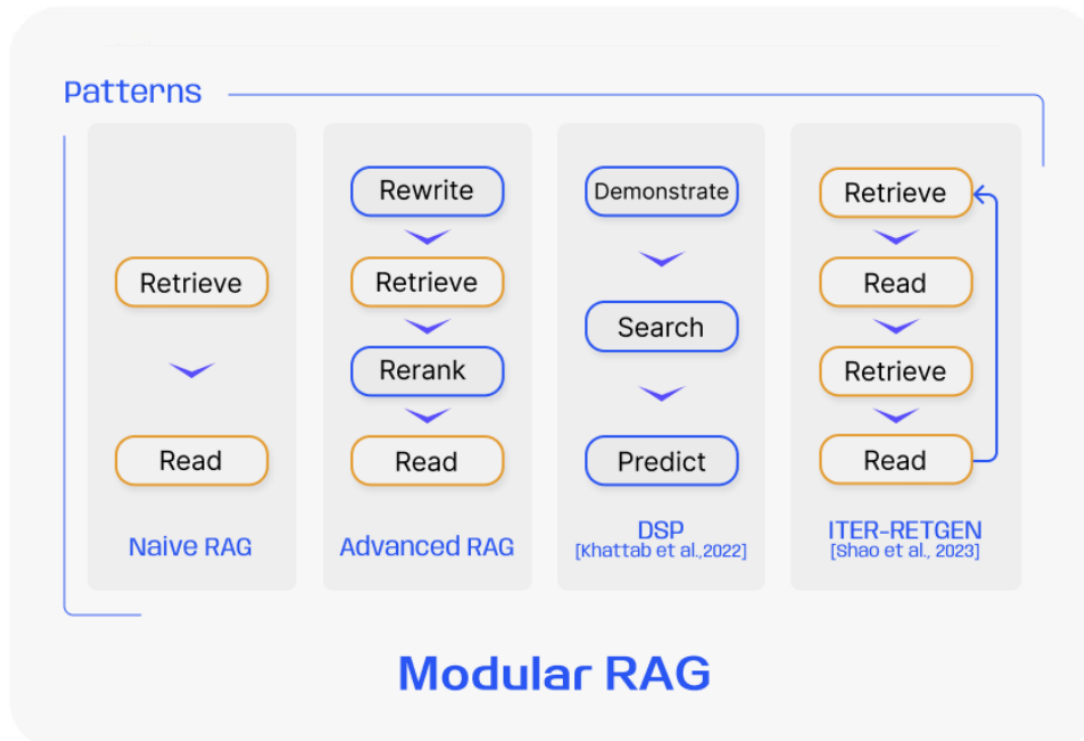 Patterns
Retrieve
Read
Naive RAG
Rewrite
Retrieve
Rerank
Read
Advanced RAG
Demonstrate
Search
Predict
DSP
[Khattab et al.,2022]
Retrieve
Read
Retrieve
Read
ITER-RETGEN
[Shao et al., 2023]
Modular RAG